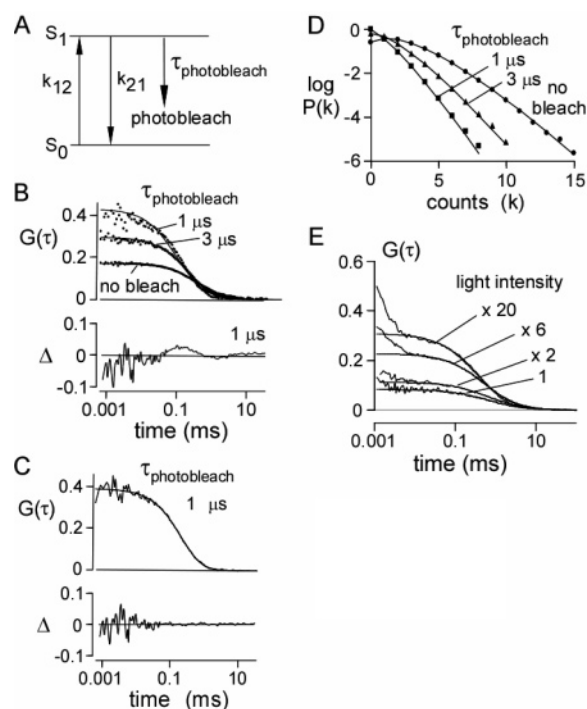 A
S1
k12
k21
τphotobleach
photobleach
S0
B
τphotobleach
0.4
1 µs
G(τ)
3 µs
0.2
no bleach
0
0.1
1 µs
Δ 0
-0.1
0.001 0.1 10
time (ms)
C
τphotobleach
0.4
1 µs
G(τ)
0.2
0
0.1
Δ 0
-0.1
0.001 0.1 10
time (ms)
D
0
τphotobleach
1 µs
-2
3 µs
log
P(k)
no
bleach
-4
-6
0 5 10 15
counts (k)
E
G(τ)
0.6
light intensity
0.4
x 20
x 6
0.2
x 2
1
0
0.001 0.1 10
time (ms)